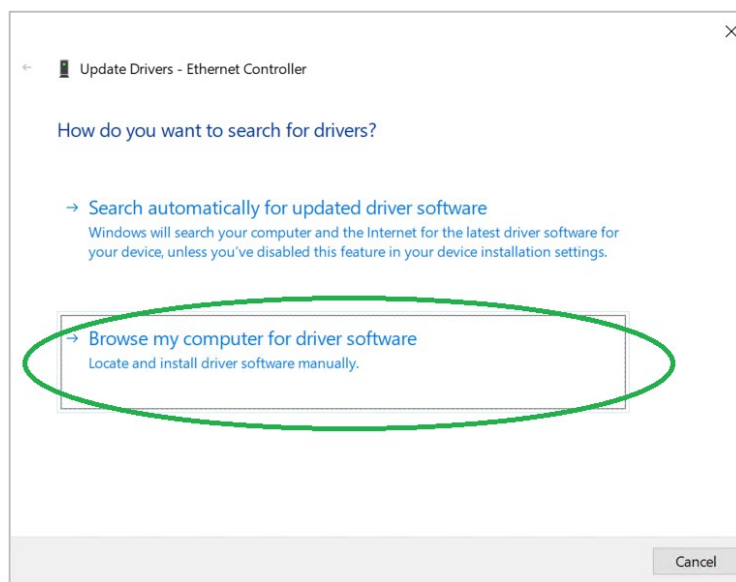 Update Drivers - Ethernet Controller
How do you want to search for drivers?
→ Search automatically for updated driver software
Windows will search your computer and the Internet for the latest driver software for
your device, unless you've disabled this feature in your device installation settings.
→ Browse my computer for driver software
Locate and install driver software manually.
Cancel